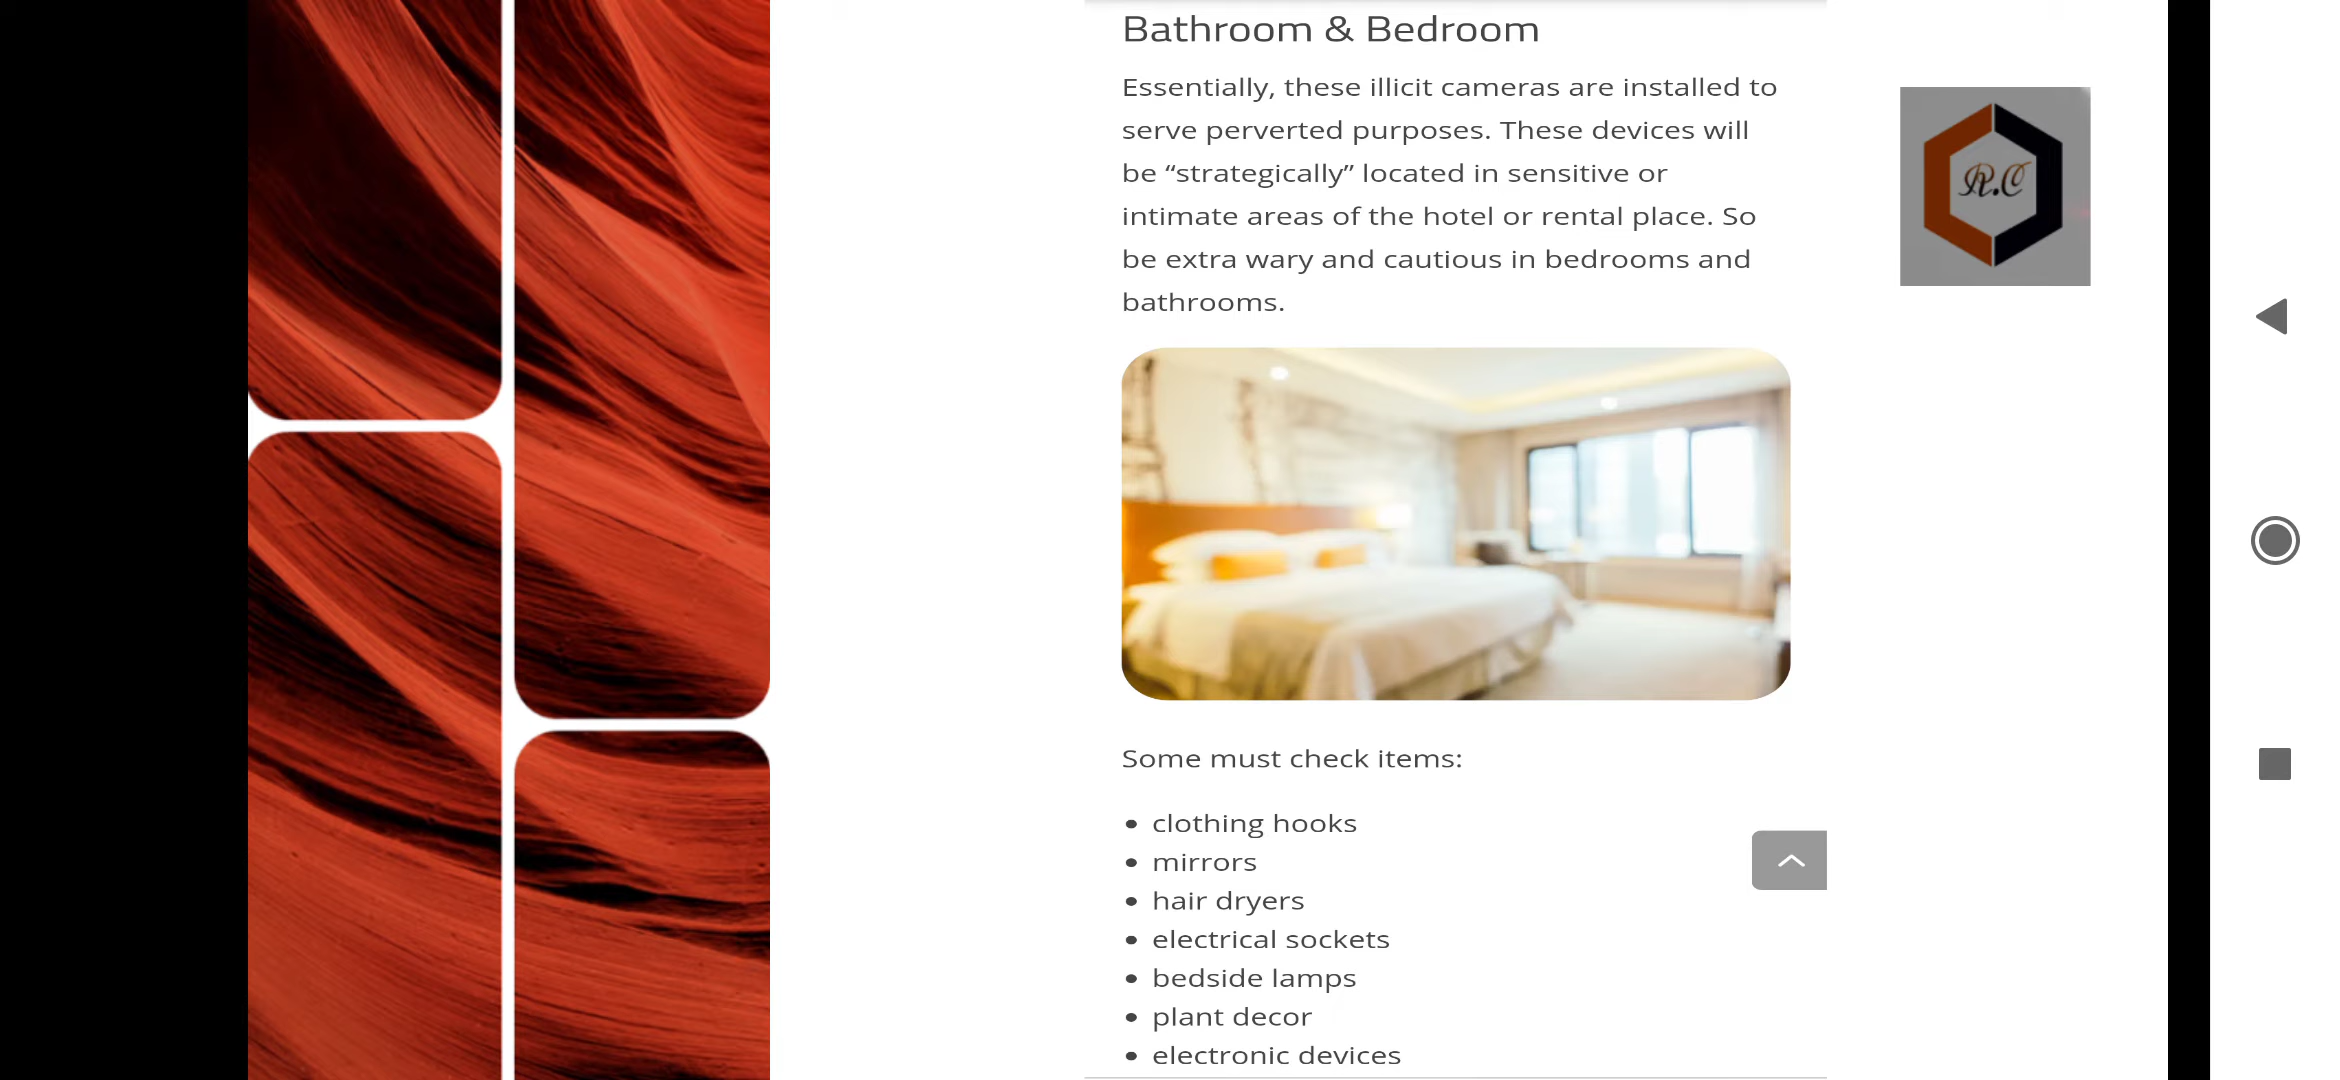 Bathroom & Bedroom
Essentially, these illicit cameras are installed to
serve perverted purposes. These devices will
be “strategically” located in sensitive or
intimate areas of the hotel or rental place. So
be extra wary and cautious in bedrooms and
bathrooms.
R.C
Some must check items:
• clothing hooks
• mirrors
• hair dryers
• electrical sockets
• bedside lamps
• plant decor
• electronic devices